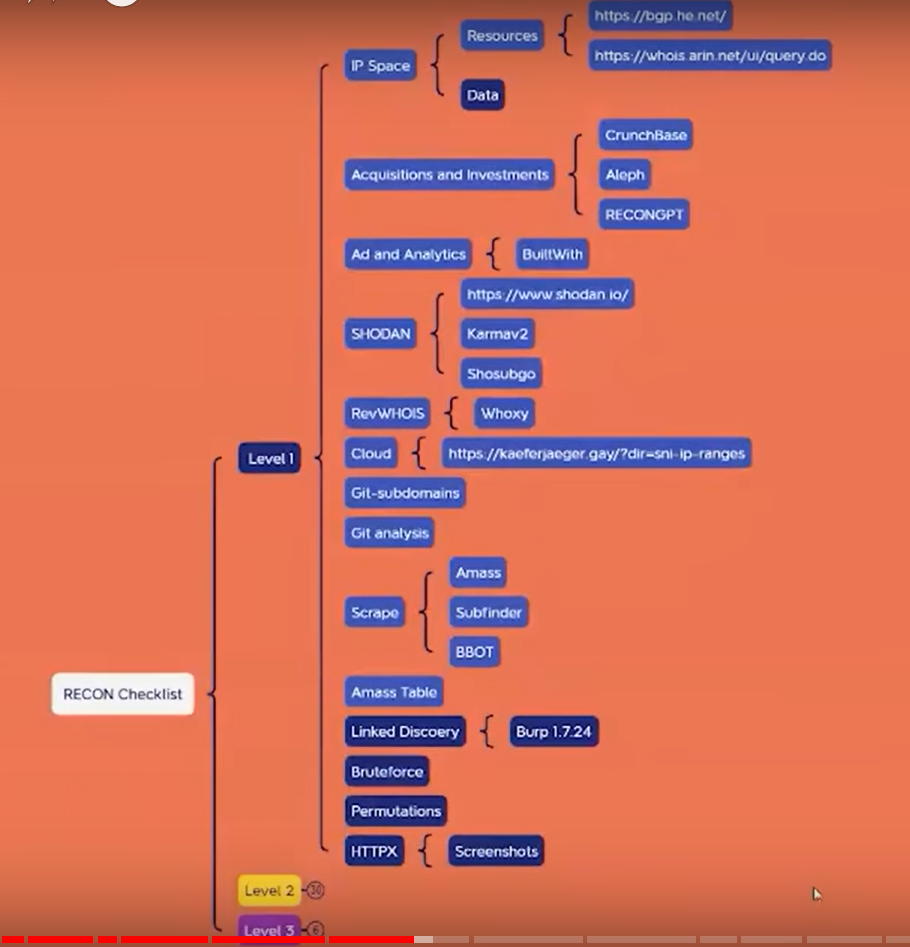 https://bgp.he.net/
Resources
https://whois.arin.net/ui/query.do
IP Space
Data
CrunchBase
Acquisitions and Investments
Aleph
RECONGPT
Ad and Analytics
BuiltWith
https://www.shodan.io/
SHODAN
Karmav2
Shosubgo
RevWHOIS
Whoxy
Level 1
Cloud
https://kaeferjaeger.gay/?dir=sni-ip-ranges
Git-subdomains
Git analysis
Amass
Scrape
Subfinder
BBOT
RECON Checklist
Amass Table
Linked Discoery
Burp 1.7.24
Bruteforce
Permutations
HTTPX
Screenshots
Level 2
30
Level 3
6